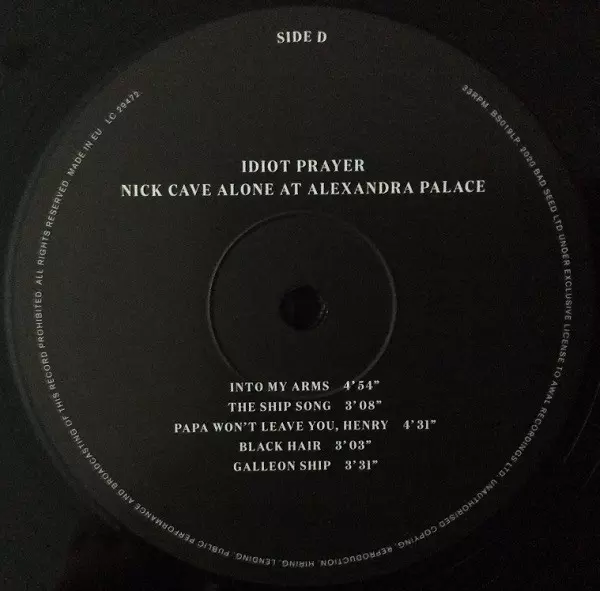 SIDE D
IDIOT PRAYER
NICK CAVE ALONE AT ALEXANDRA PALACE
INTO MY ARMS 4’54”
THE SHIP SONG 3’08”
PAPA WON’T LEAVE YOU, HENRY 4’31”
BLACK HAIR 3’03”
GALLEON SHIP 3’31”
33RPM. BS019LP. 2020 BAD SEED LTD UNDER EXCLUSIVE LICENSE TO AWAL RECORDINGS LTD. UNAUTHORISED COPYING, REPRODUCTION, HIRING, LENDING, PUBLIC PERFORMANCE AND BROADCASTING OF THIS RECORD PROHIBITED. ALL RIGHTS RESERVED. MADE IN EU. LC 29472.